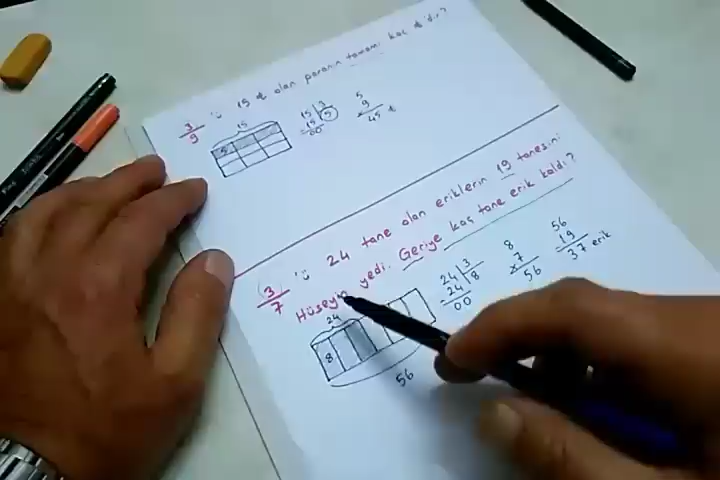 3/9 'ü 15 ₺ olan paranın tamamı kaç ₺ dir?
15
5
15 | 3
15 | 5
00
5
× 9
45 ₺
3/7 'ü 24 tane olan eriklerin 19 tanesini
Hüseyin yedi. Geriye kaç tane erik kaldı?
24
8
56
24 | 3
24 | 8
00
8
× 7
56
56
- 19
37 erik